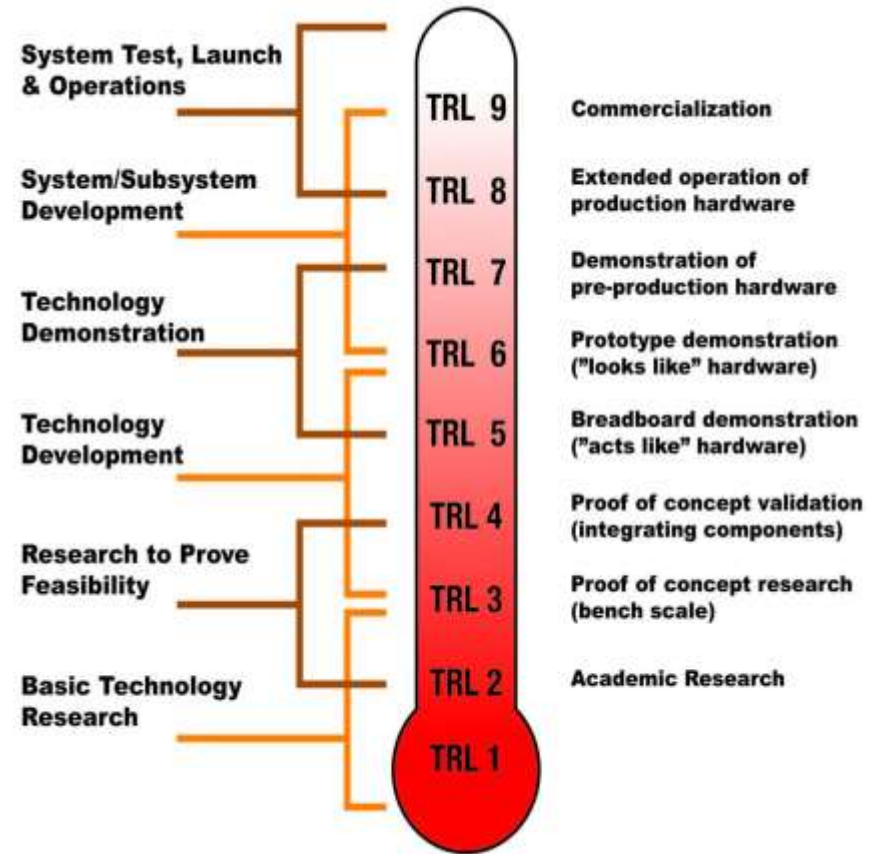 System Test, Launch
& Operations
System/Subsystem
Development
Technology
Demonstration
Technology
Development
Research to Prove
Feasibility
Basic Technology
Research
TRL 9
TRL 8
TRL 7
TRL 6
TRL 5
TRL 4
TRL 3
TRL 2
TRL 1
Commercialization
Extended operation of
production hardware
Demonstration of
pre-production hardware
Prototype demonstration
(”looks like” hardware)
Breadboard demonstration
(”acts like” hardware)
Proof of concept validation
(integrating components)
Proof of concept research
(bench scale)
Academic Research